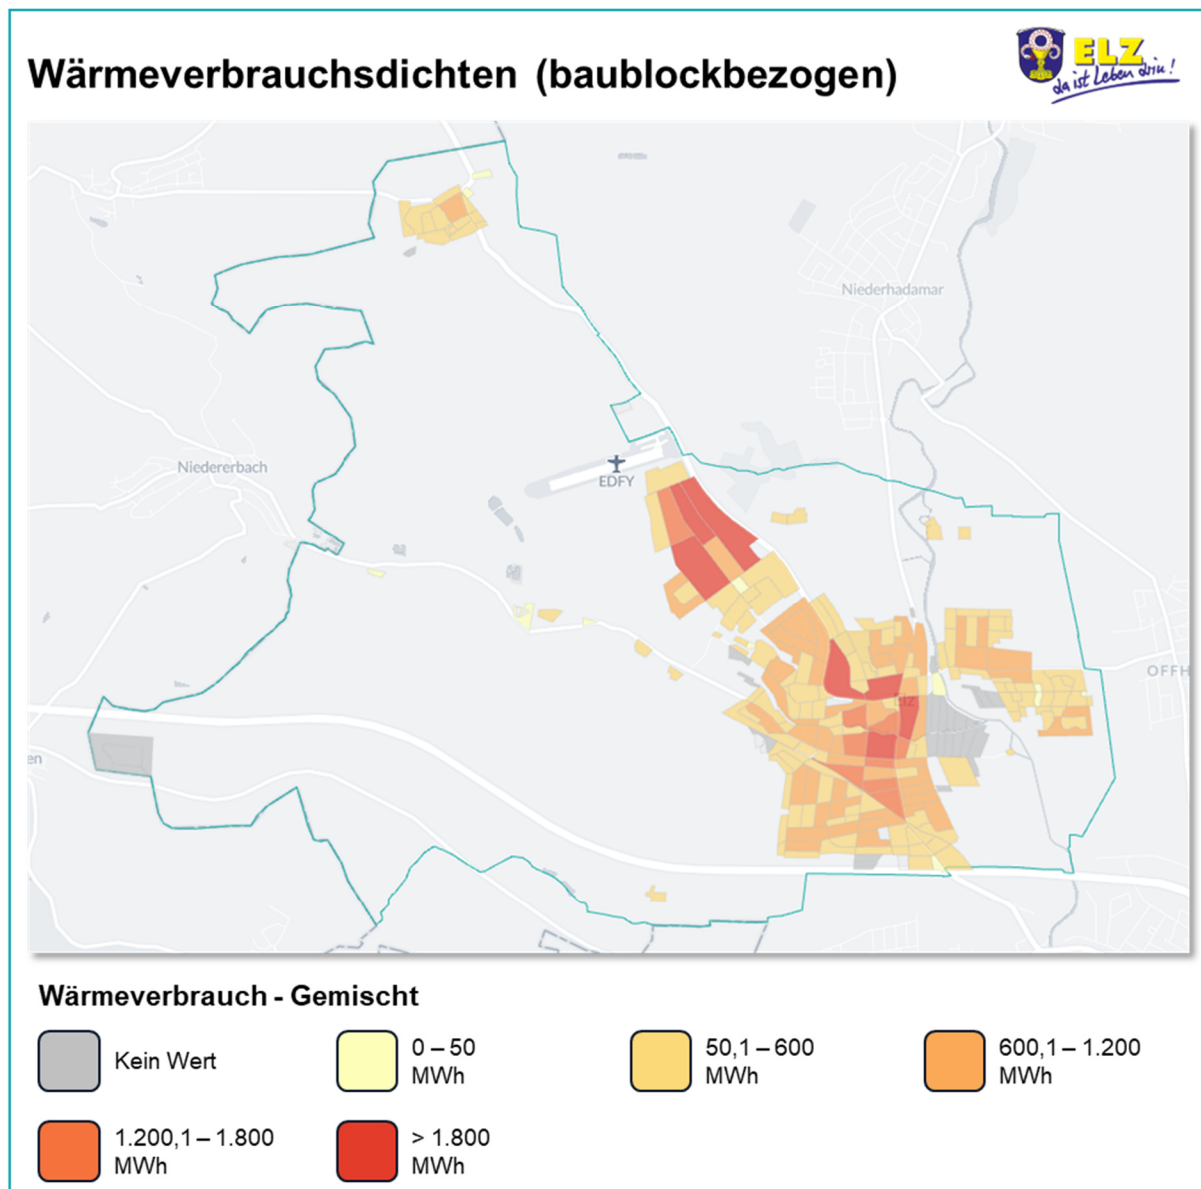 Wärmeverbrauchsdichten (baublockbezogen)
ELZ
da ist Leben drin!
Niederhadamar
Niedererbach
EDFY
OFFH
Elz
en
Wärmeverbrauch - Gemischt
Kein Wert
0 – 50
MWh
50,1 – 600
MWh
600,1 – 1.200
MWh
1.200,1 – 1.800
MWh
> 1.800
MWh